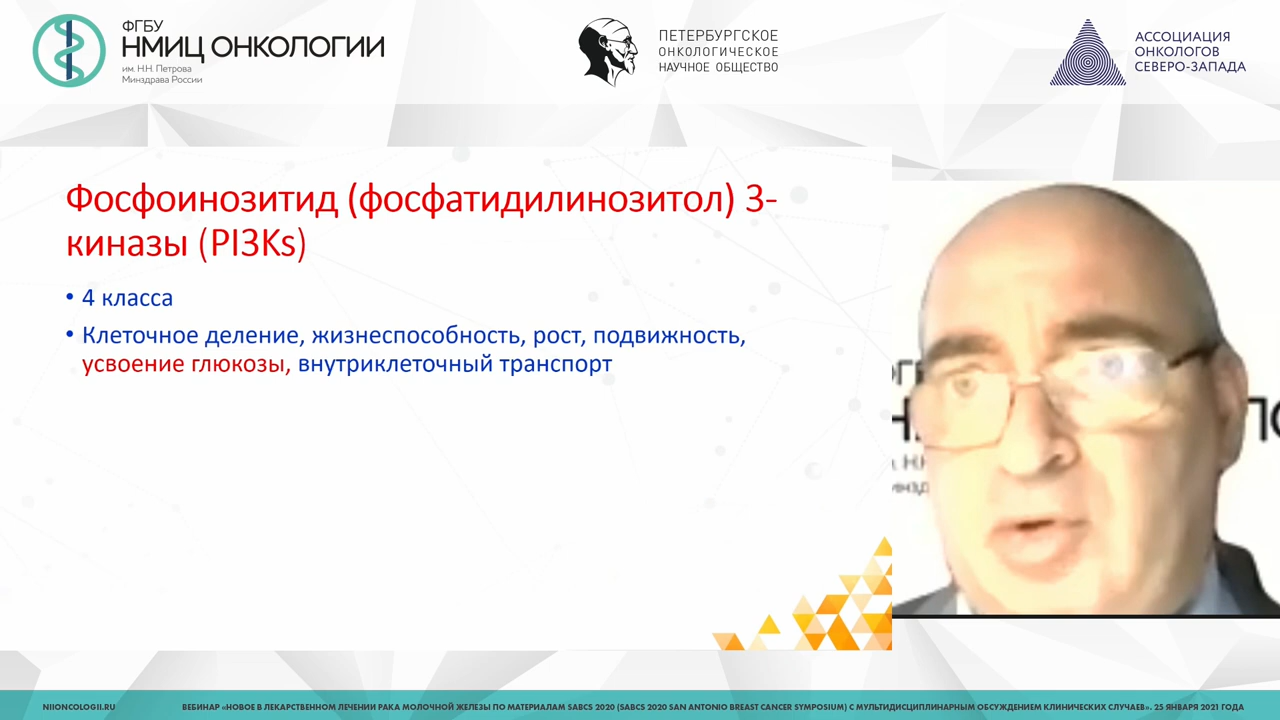 ФГБУ
НМИЦ ОНКОЛОГИИ
им. Н.Н. Петрова
Минздрава России
ПЕТЕРБУРГСКОЕ
ОНКОЛОГИЧЕСКОЕ
НАУЧНОЕ ОБЩЕСТВО
АССОЦИАЦИЯ
ОНКОЛОГОВ
СЕВЕРО-ЗАПАДА
Фосфоинозитид (фосфатидилинозитол) 3-
киназы (PI3Ks)
• 4 класса
• Клеточное деление, жизнеспособность, рост, подвижность,
усвоение глюкозы, внутриклеточный транспорт
NIIONCOLOGII.RU
ВЕБИНАР «НОВОЕ В ЛЕКАРСТВЕННОМ ЛЕЧЕНИИ РАКА МОЛОЧНОЙ ЖЕЛЕЗЫ ПО МАТЕРИАЛАМ SABCS 2020 (SABCS 2020 SAN ANTONIO BREAST CANCER SYMPOSIUM) С МУЛЬТИДИСЦИПЛИНАРНЫМ ОБСУЖДЕНИЕМ КЛИНИЧЕСКИХ СЛУЧАЕВ». 25 ЯНВАРЯ 2021 ГОДА